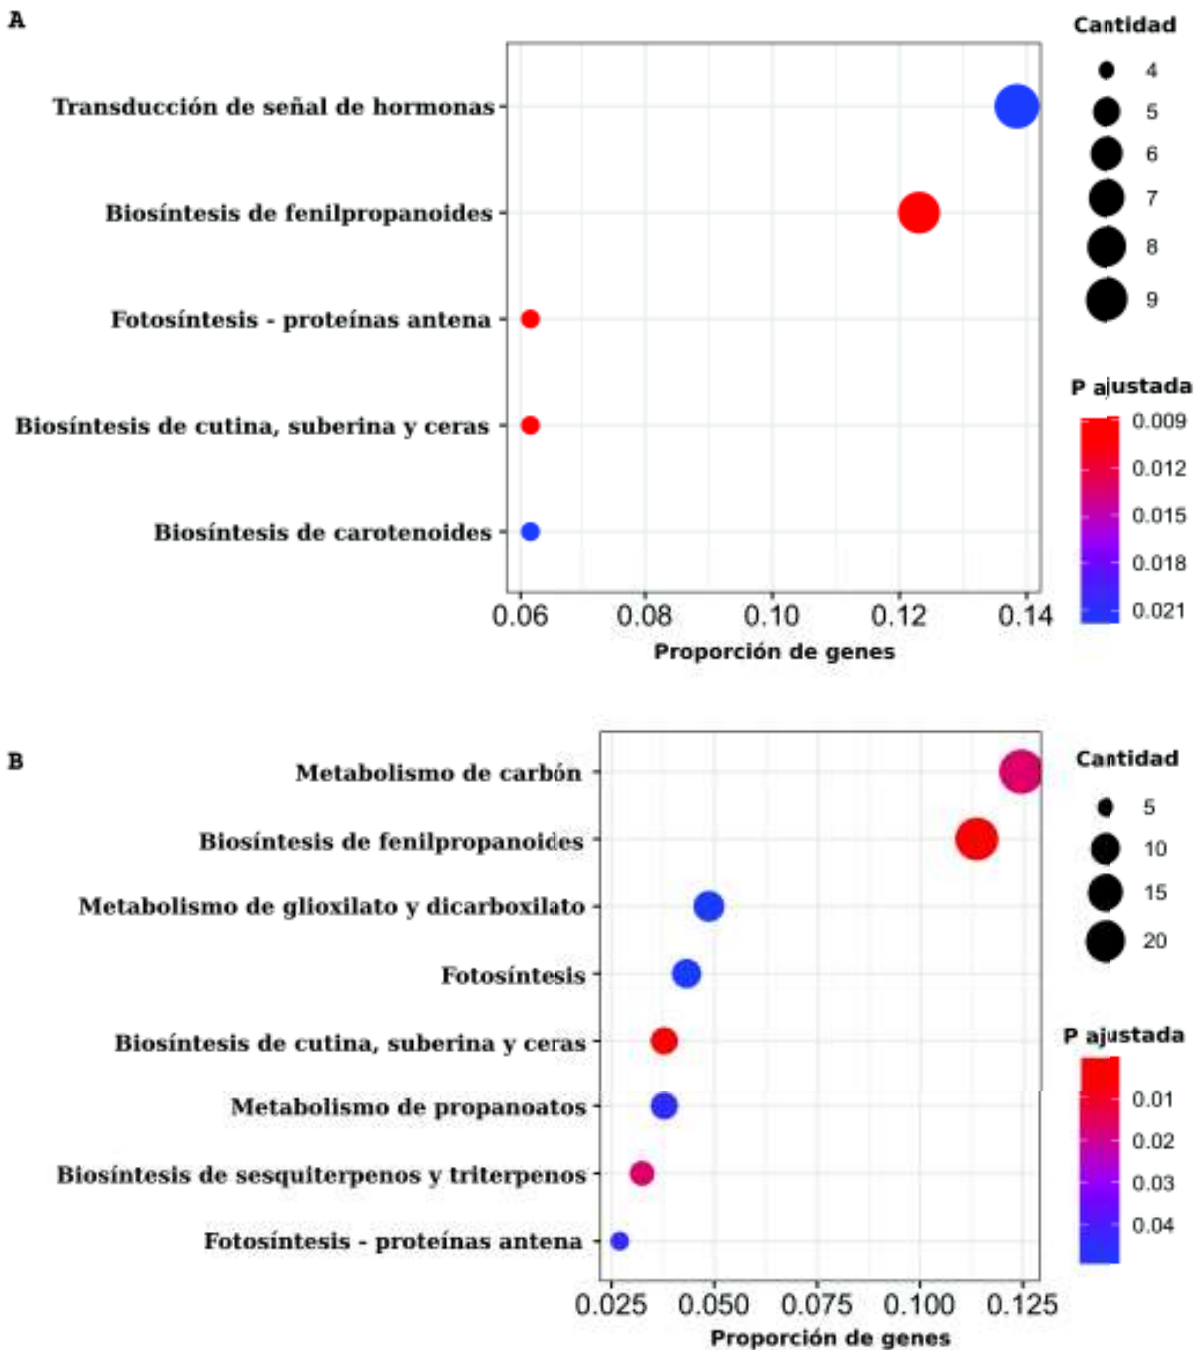 A
Cantidad
4
5
6
7
8
9
Transducción de señal de hormonas
Biosíntesis de fenilpropanoides
Fotosíntesis - proteínas antena
Biosíntesis de cutina, suberina y ceras
Biosíntesis de carotenoides
P ajustada
0.009
0.012
0.015
0.018
0.021
0.06 0.08 0.10 0.12 0.14
Proporción de genes
B
Cantidad
5
10
15
20
Metabolismo de carbón
Biosíntesis de fenilpropanoides
Metabolismo de glioxilato y dicarboxilato
Fotosíntesis
Biosíntesis de cutina, suberina y ceras
Metabolismo de propanoatos
Biosíntesis de sesquiterpenos y triterpenos
Fotosíntesis - proteínas antena
P ajustada
0.01
0.02
0.03
0.04
0.025 0.050 0.075 0.100 0.125
Proporción de genes